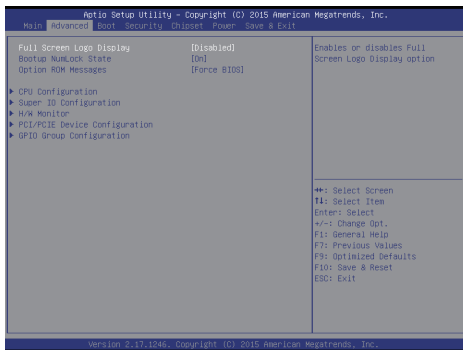 Aptio Setup Utility – Copyright (C) 2015 American Megatrends, Inc.
Main Advanced Boot Security Chipset Power Save & Exit
Full Screen Logo Display [Disabled]
Bootup NumLock State [On]
Option ROM Messages [Force BIOS]
▶ CPU Configuration
▶ Super IO Configuration
▶ H/W Monitor
▶ PCI/PCIE Device Configuration
▶ GPIO Group Configuration
Enables or disables Full
Screen Logo Display option
→←: Select Screen
↑↓: Select Item
Enter: Select
+/-: Change Opt.
F1: General Help
F7: Previous Values
F9: Optimized Defaults
F10: Save & Reset
ESC: Exit
Version 2.17.1246. Copyright (C) 2015 American Megatrends, Inc.